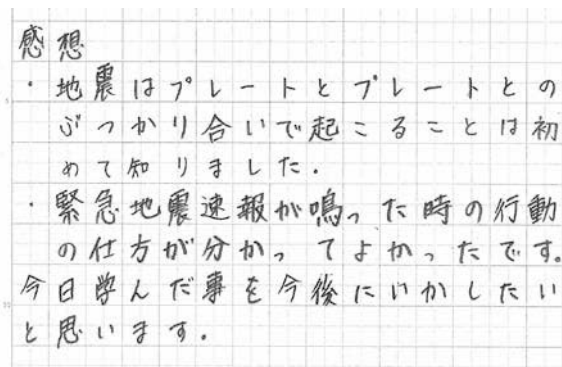 感想
・地震はプレートとプレートとの
ぶつかり合いで起こることは初
めて知りました.
・緊急地震速報が鳴った時の行動
の仕方が分かってよかったです。
今日学んだ事を今後にいかしたい
と思います.